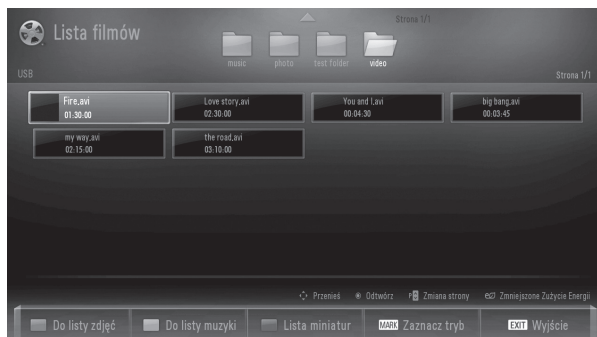 Lista filmów
Strona 1/1
music photo test folder video
USB
Strona 1/1
Fire.avi
01:30:00
Love story.avi
02:30:00
You and I.avi
00:04:30
big bang.avi
00:03:45
my way.avi
02:15:00
the road.avi
03:10:00
Przenieś Odtwórz P Zmiana strony Zmniejszone Zużycie Energii
Do listy zdjęć Do listy muzyki Lista miniatur MARK Zaznacz tryb EXIT Wyjście